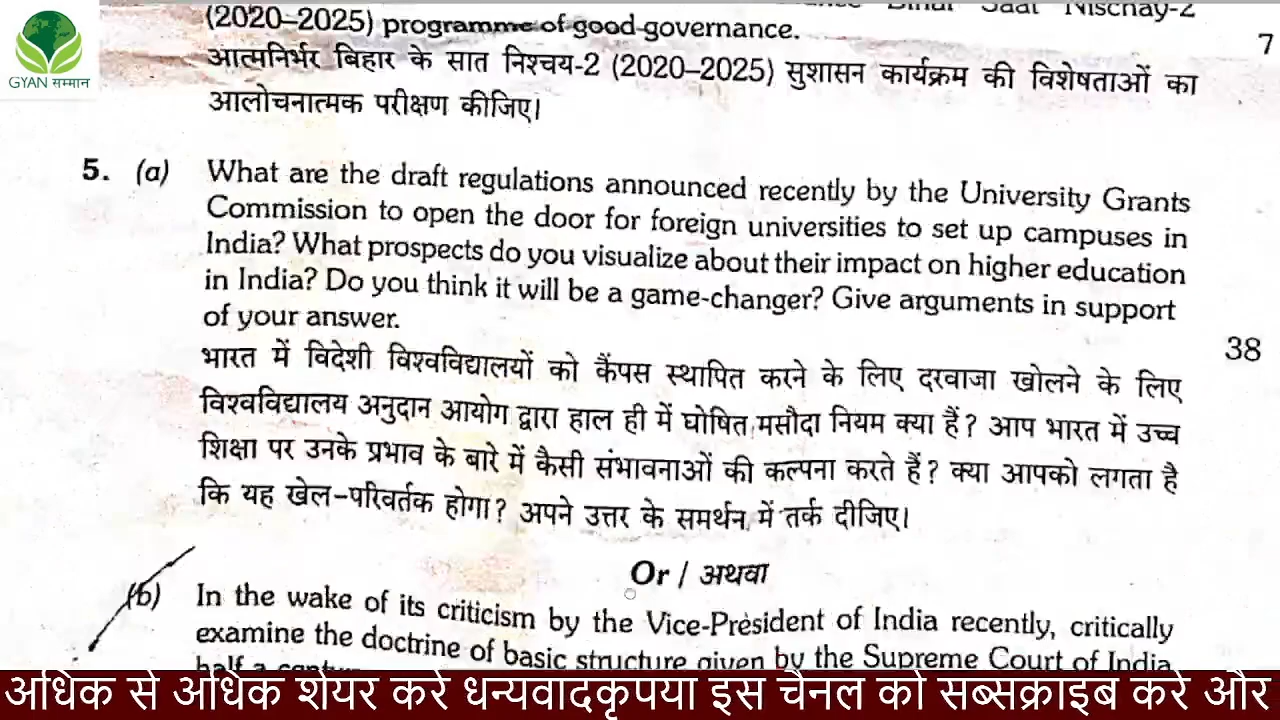 (2020–2025) programme of good governance.
7
आत्मनिर्भर बिहार के सात निश्चय-2 (2020–2025) सुशासन कार्यक्रम की विशेषताओं का
आलोचनात्मक परीक्षण कीजिए।
GYAN सम्मान
5. (a) What are the draft regulations announced recently by the University Grants
Commission to open the door for foreign universities to set up campuses in
India? What prospects do you visualize about their impact on higher education
in India? Do you think it will be a game-changer? Give arguments in support
of your answer.
38
भारत में विदेशी विश्वविद्यालयों को कैंपस स्थापित करने के लिए दरवाजा खोलने के लिए
विश्वविद्यालय अनुदान आयोग द्वारा हाल ही में घोषित मसौदा नियम क्या हैं? आप भारत में उच्च
शिक्षा पर उनके प्रभाव के बारे में कैसी संभावनाओं की कल्पना करते हैं? क्या आपको लगता है
कि यह खेल-परिवर्तक होगा? अपने उत्तर के समर्थन में तर्क दीजिए।
Or / अथवा
(b) In the wake of its criticism by the Vice-President of India recently, critically
examine the doctrine of basic structure given by the Supreme Court of India
half a
अधिक से अधिक शेयर करे धन्यवादकृपया इस चैनल को सब्सक्राइब करे और